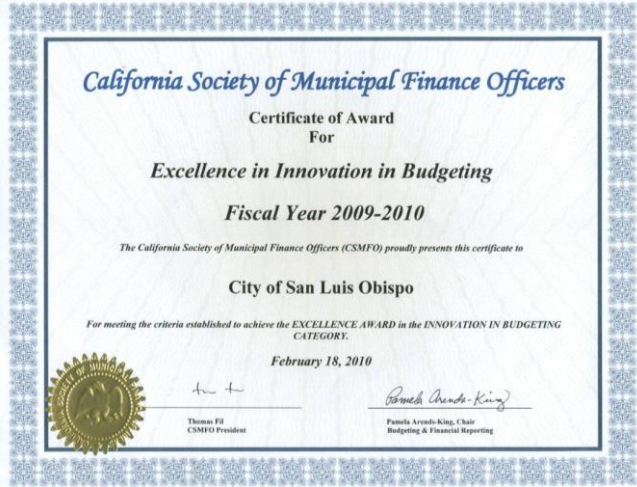 California Society of Municipal Finance Officers
Certificate of Award
For
Excellence in Innovation in Budgeting
Fiscal Year 2009-2010
The California Society of Municipal Finance Officers (CSMFO) proudly presents this certificate to
City of San Luis Obispo
For meeting the criteria established to achieve the EXCELLENCE AWARD in the INNOVATION IN BUDGETING
CATEGORY.
February 18, 2010
Pamela Arends-King
Thomas Fil
CSMFO President
Pamela Arends-King, Chair
Budgeting & Financial Reporting